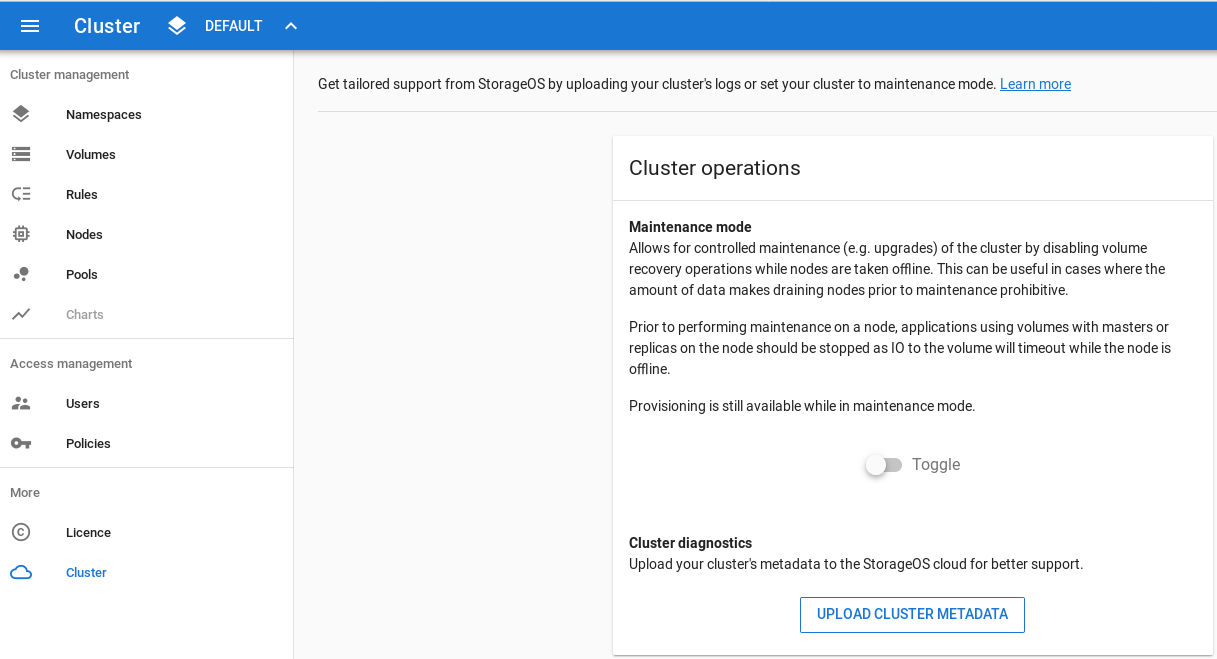 Cluster DEFAULT
Cluster management
Namespaces
Volumes
Rules
Nodes
Pools
Charts
Access management
Users
Policies
More
Licence
Cluster
Get tailored support from StorageOS by uploading your cluster's logs or set your cluster to maintenance mode. Learn more
Cluster operations
Maintenance mode
Allows for controlled maintenance (e.g. upgrades) of the cluster by disabling volume
recovery operations while nodes are taken offline. This can be useful in cases where the
amount of data makes draining nodes prior to maintenance prohibitive.
Prior to performing maintenance on a node, applications using volumes with masters or
replicas on the node should be stopped as IO to the volume will timeout while the node is
offline.
Provisioning is still available while in maintenance mode.
Toggle
Cluster diagnostics
Upload your cluster's metadata to the StorageOS cloud for better support.
UPLOAD CLUSTER METADATA